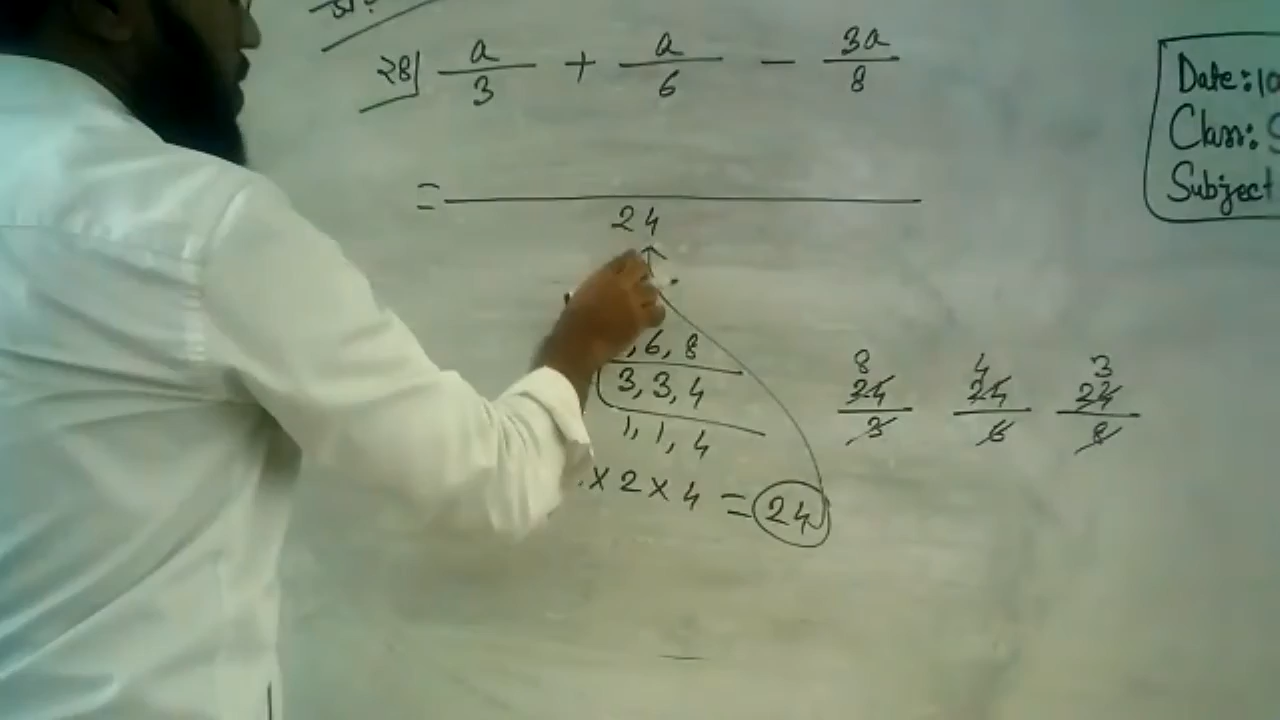 ২৪| a/3 + a/6 - 3a/8
= /24
, 6, 8
3, 3, 4
1, 1, 4
× 2 × 4 = 24
8 24/3 4 24/6 3 24/8
Date: 10
Class:
Subject